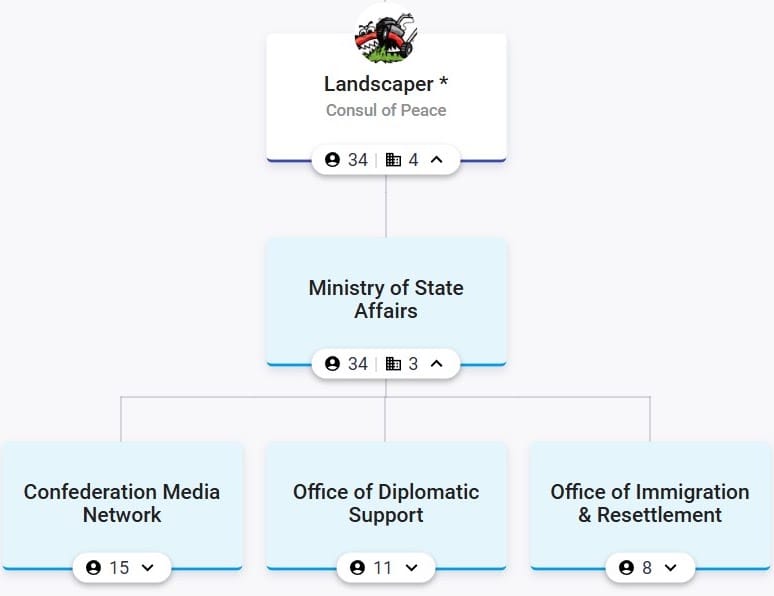 Landscaper *
Consul of Peace
34 | 4
Ministry of State
Affairs
34 | 3
Confederation Media
Network
Office of Diplomatic
Support
Office of Immigration
& Resettlement
15
11
8